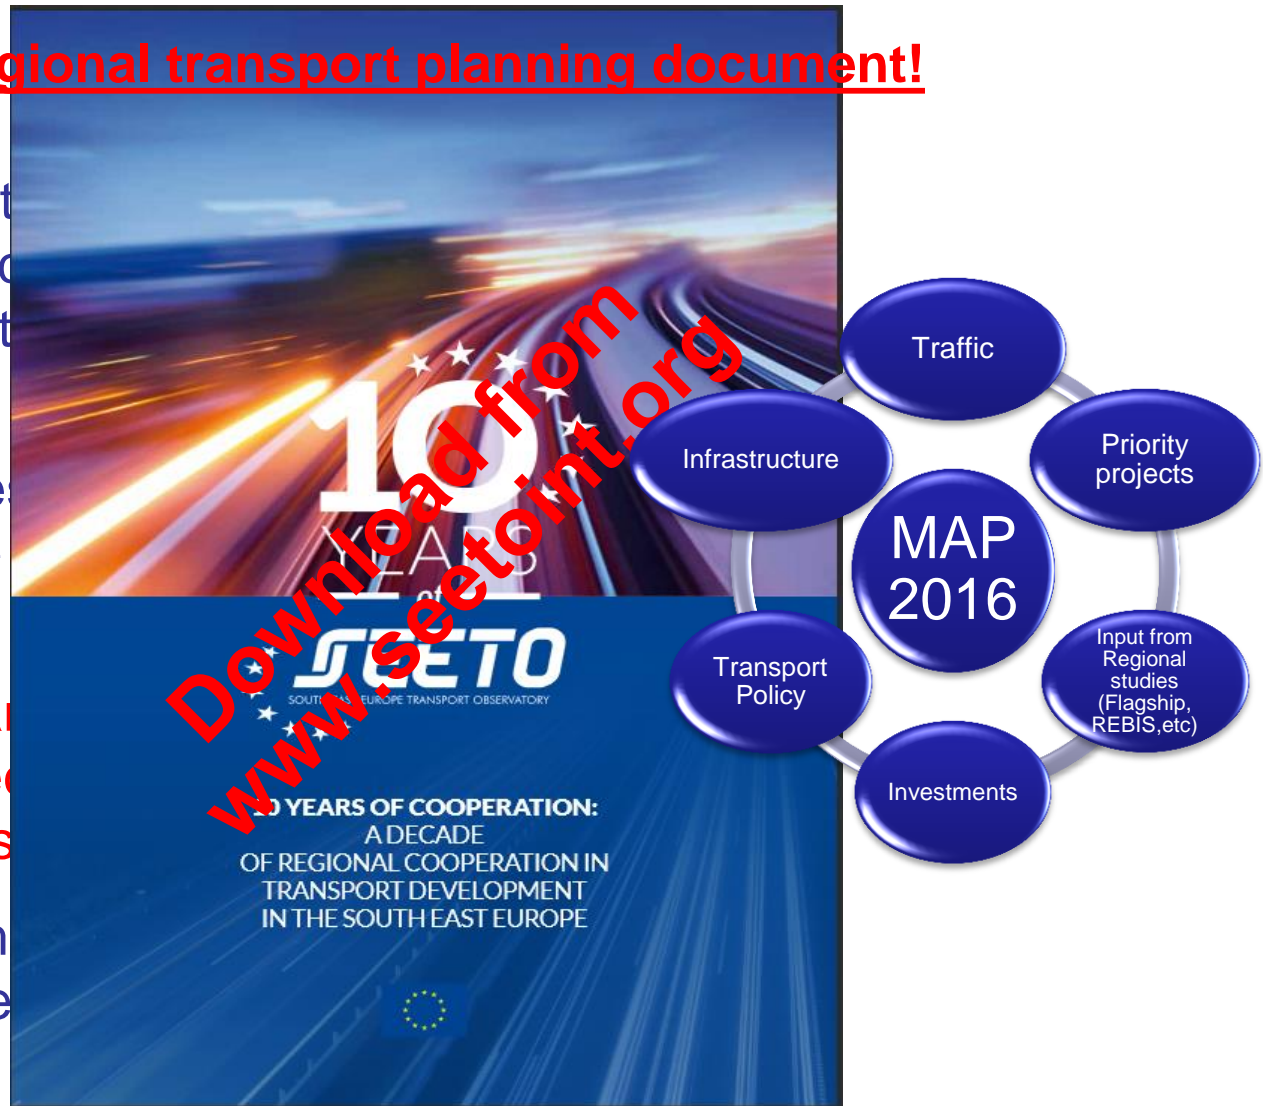 gional transport planning document!
10
YEARS
of
SEETO
SOUTH EAST EUROPE TRANSPORT OBSERVATORY
Download from
www.seetoint.org
10 YEARS OF COOPERATION:
A DECADE
OF REGIONAL COOPERATION IN
TRANSPORT DEVELOPMENT
IN THE SOUTH EAST EUROPE
Traffic
Priority
projects
Input from
Regional
studies
(Flagship,
REBIS,etc)
Investments
Transport
Policy
Infrastructure
MAP
2016